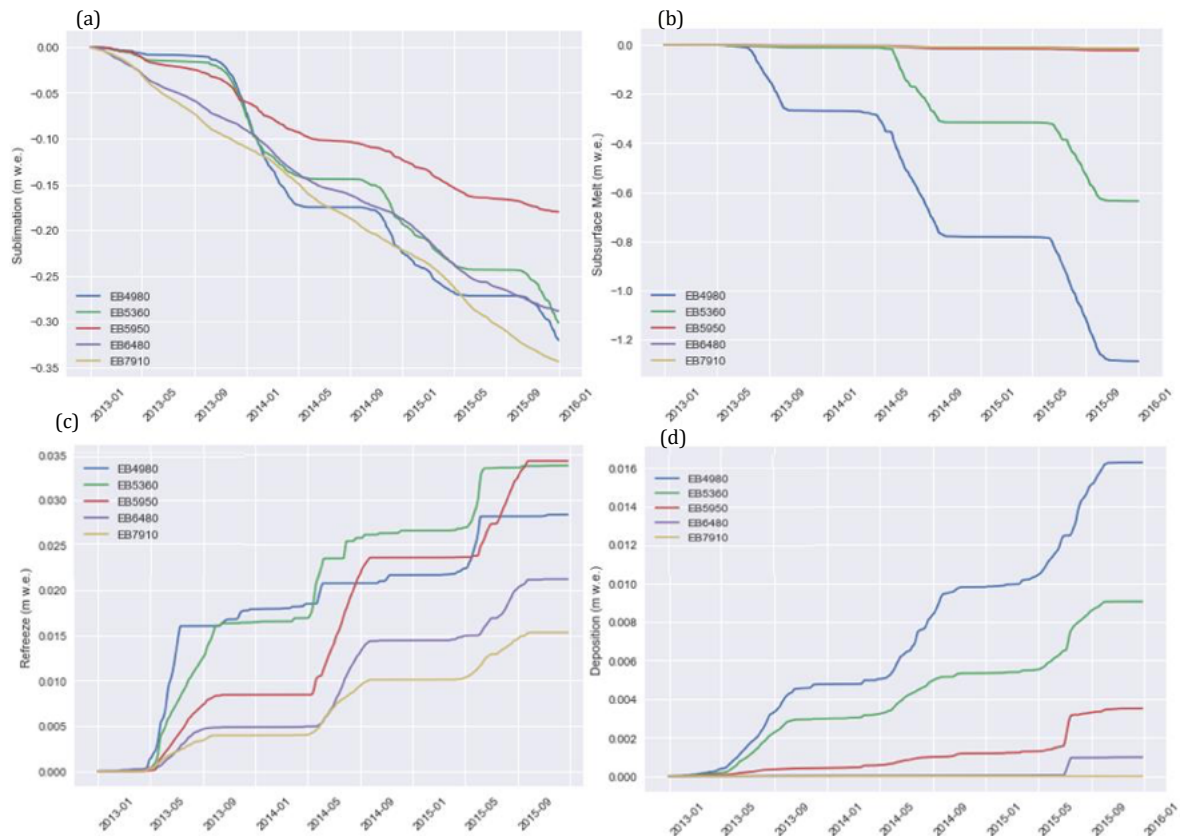 (a)
0.00
−0.05
−0.10
−0.15
−0.20
−0.25
−0.30
−0.35
Sublimation (m w.e.)
EB4980
EB5360
EB5950
EB6480
EB7910
2013-01
2013-05
2013-09
2014-01
2014-05
2014-09
2015-01
2015-05
2015-09
2016-01
(b)
0.0
−0.2
−0.4
−0.6
−0.8
−1.0
−1.2
Subsurface Melt (m w.e.)
EB4980
EB5360
EB5950
EB6480
EB7910
2013-01
2013-05
2013-09
2014-01
2014-05
2014-09
2015-01
2015-05
2015-09
2016-01
(c)
0.035
0.030
0.025
0.020
0.015
0.010
0.005
0.000
Refreeze (m w.e.)
EB4980
EB5360
EB5950
EB6480
EB7910
2013-01
2013-05
2013-09
2014-01
2014-05
2014-09
2015-01
2015-05
2015-09
(d)
0.016
0.014
0.012
0.010
0.008
0.006
0.004
0.002
0.000
Deposition (m w.e.)
EB4980
EB5360
EB5950
EB6480
EB7910
2013-01
2013-05
2013-09
2014-01
2014-05
2014-09
2015-01
2015-05
2015-09
2016-01